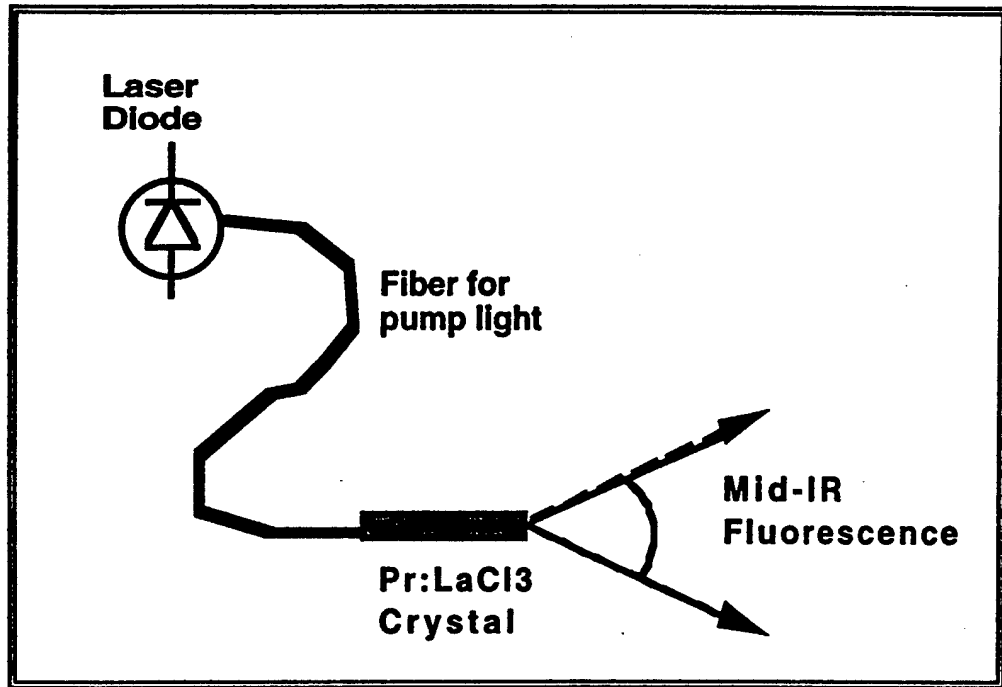 Laser
Diode
Fiber for
pump light
Mid-IR
Fluorescence
Pr:LaCl3
Crystal